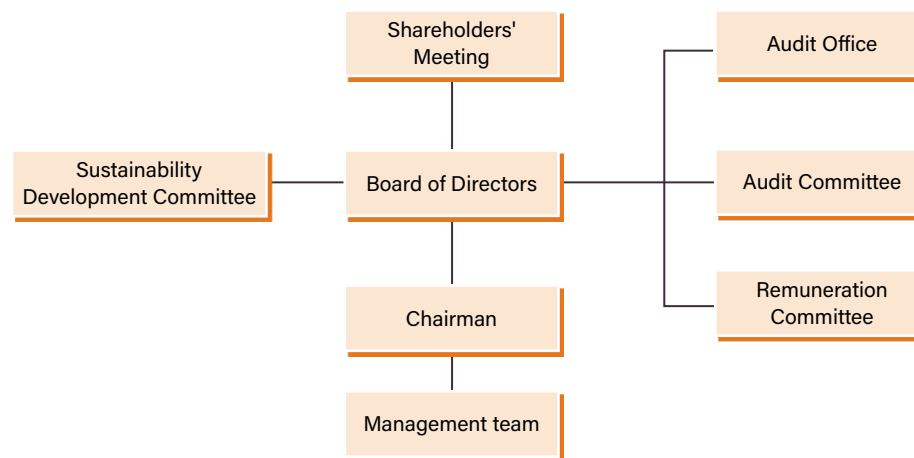 Shareholders'
Meeting
Audit Office
Sustainability
Development Committee
Board of Directors
Audit Committee
Chairman
Remuneration
Committee
Management team